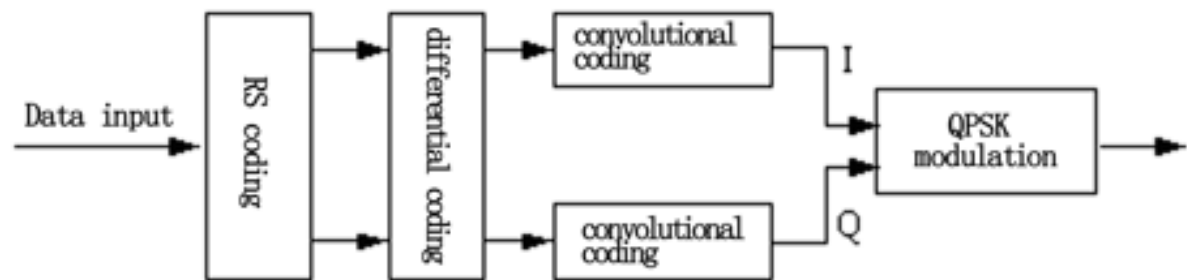 Data input
RS coding
differential coding
convolutional
coding
convolutional
coding
I
Q
QPSK
modulation